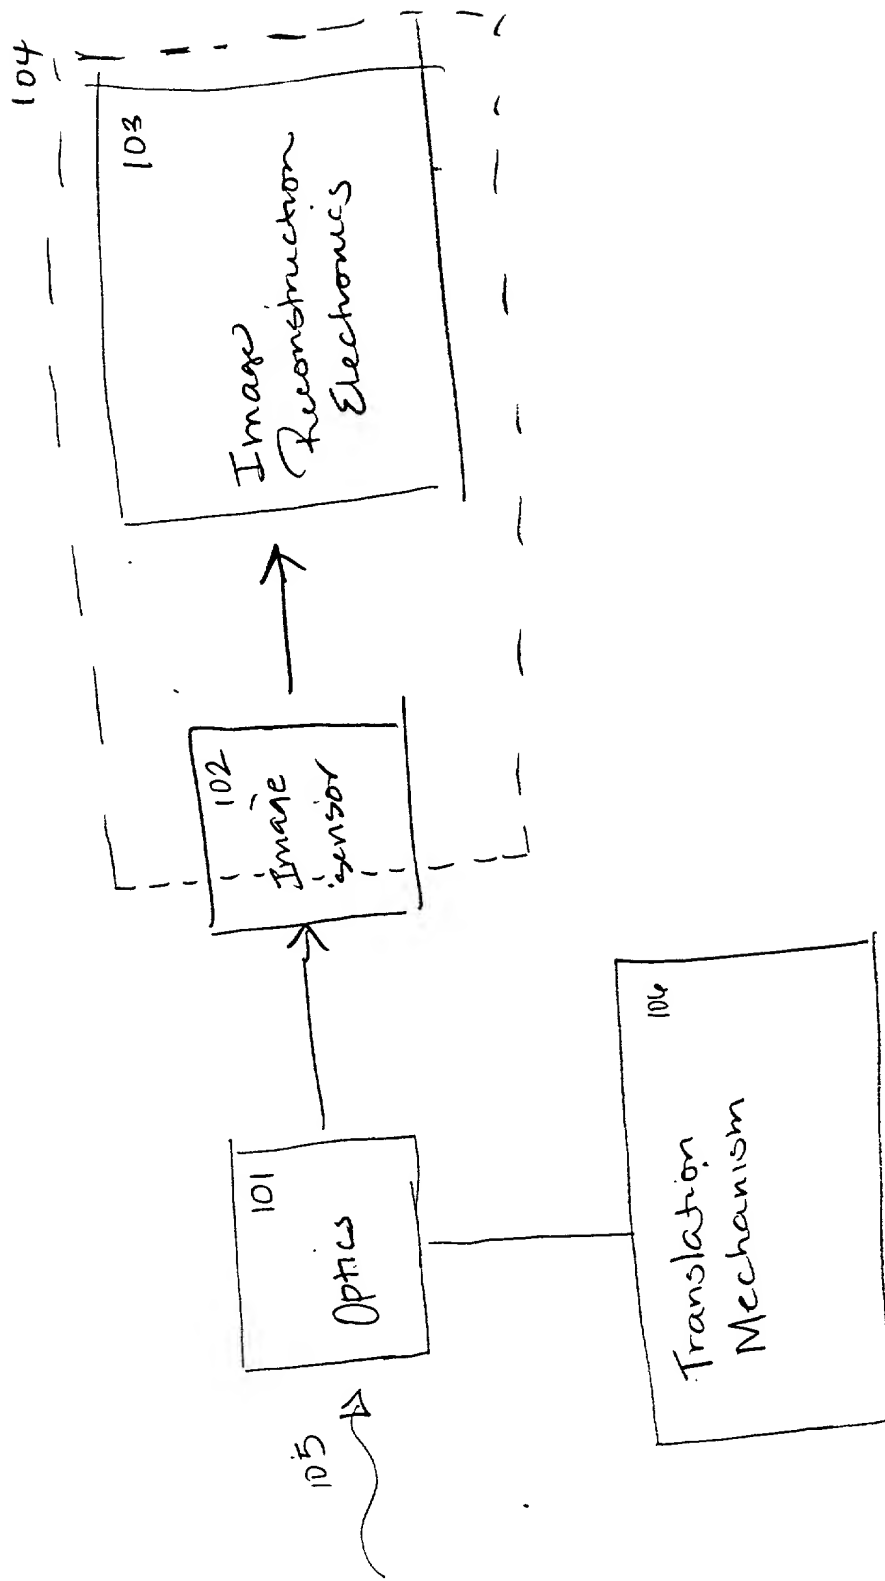 104
103
Image
Reconstruction
Electronics
102
Image
sensor
101
Optics
105
106
Translation
Mechanism